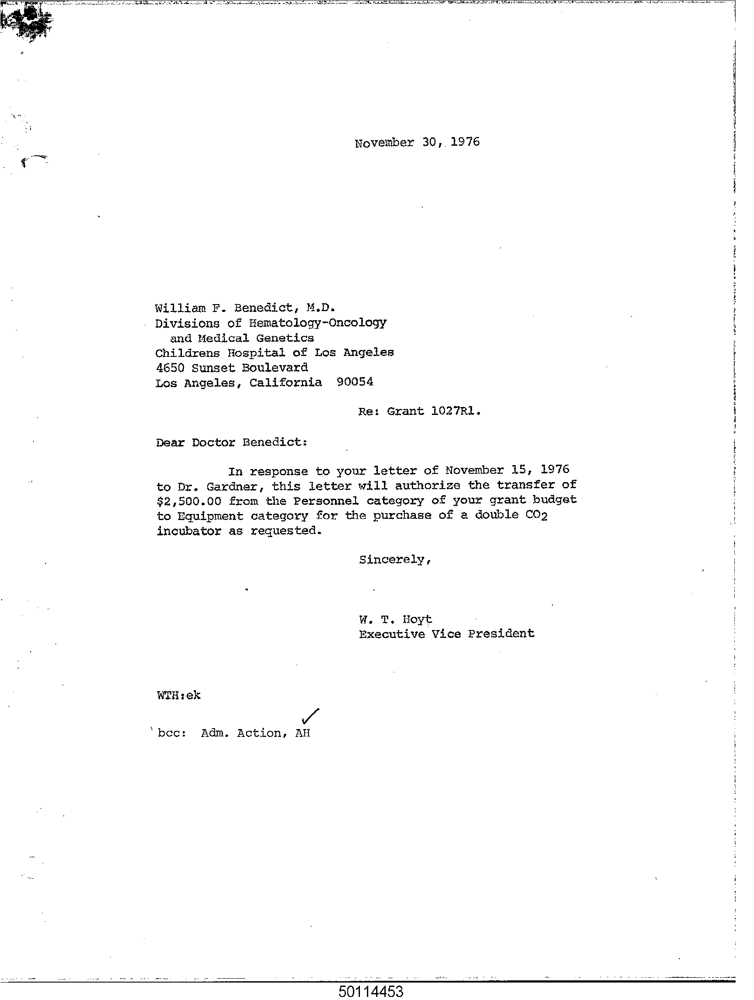 November 30, 1976
William F. Benedict, M.D.
Divisions of Hematology-Oncology
and Medical Genetics
Childrens Hospital of Los Angeles
4650 Sunset Boulevard
Los Angeles, California 90054
Re: Grant 1027R1.
Dear Doctor Benedict:
In response to your letter of November 15, 1976
to Dr. Gardner, this letter will authorize the transfer of
$2,500.00 from the Personnel category of your grant budget
to Equipment category for the purchase of a double CO2
incubator as requested.
Sincerely,
W. T. Hoyt
Executive Vice President
WTH:ek
bcc: Adm. Action, AH
50114453